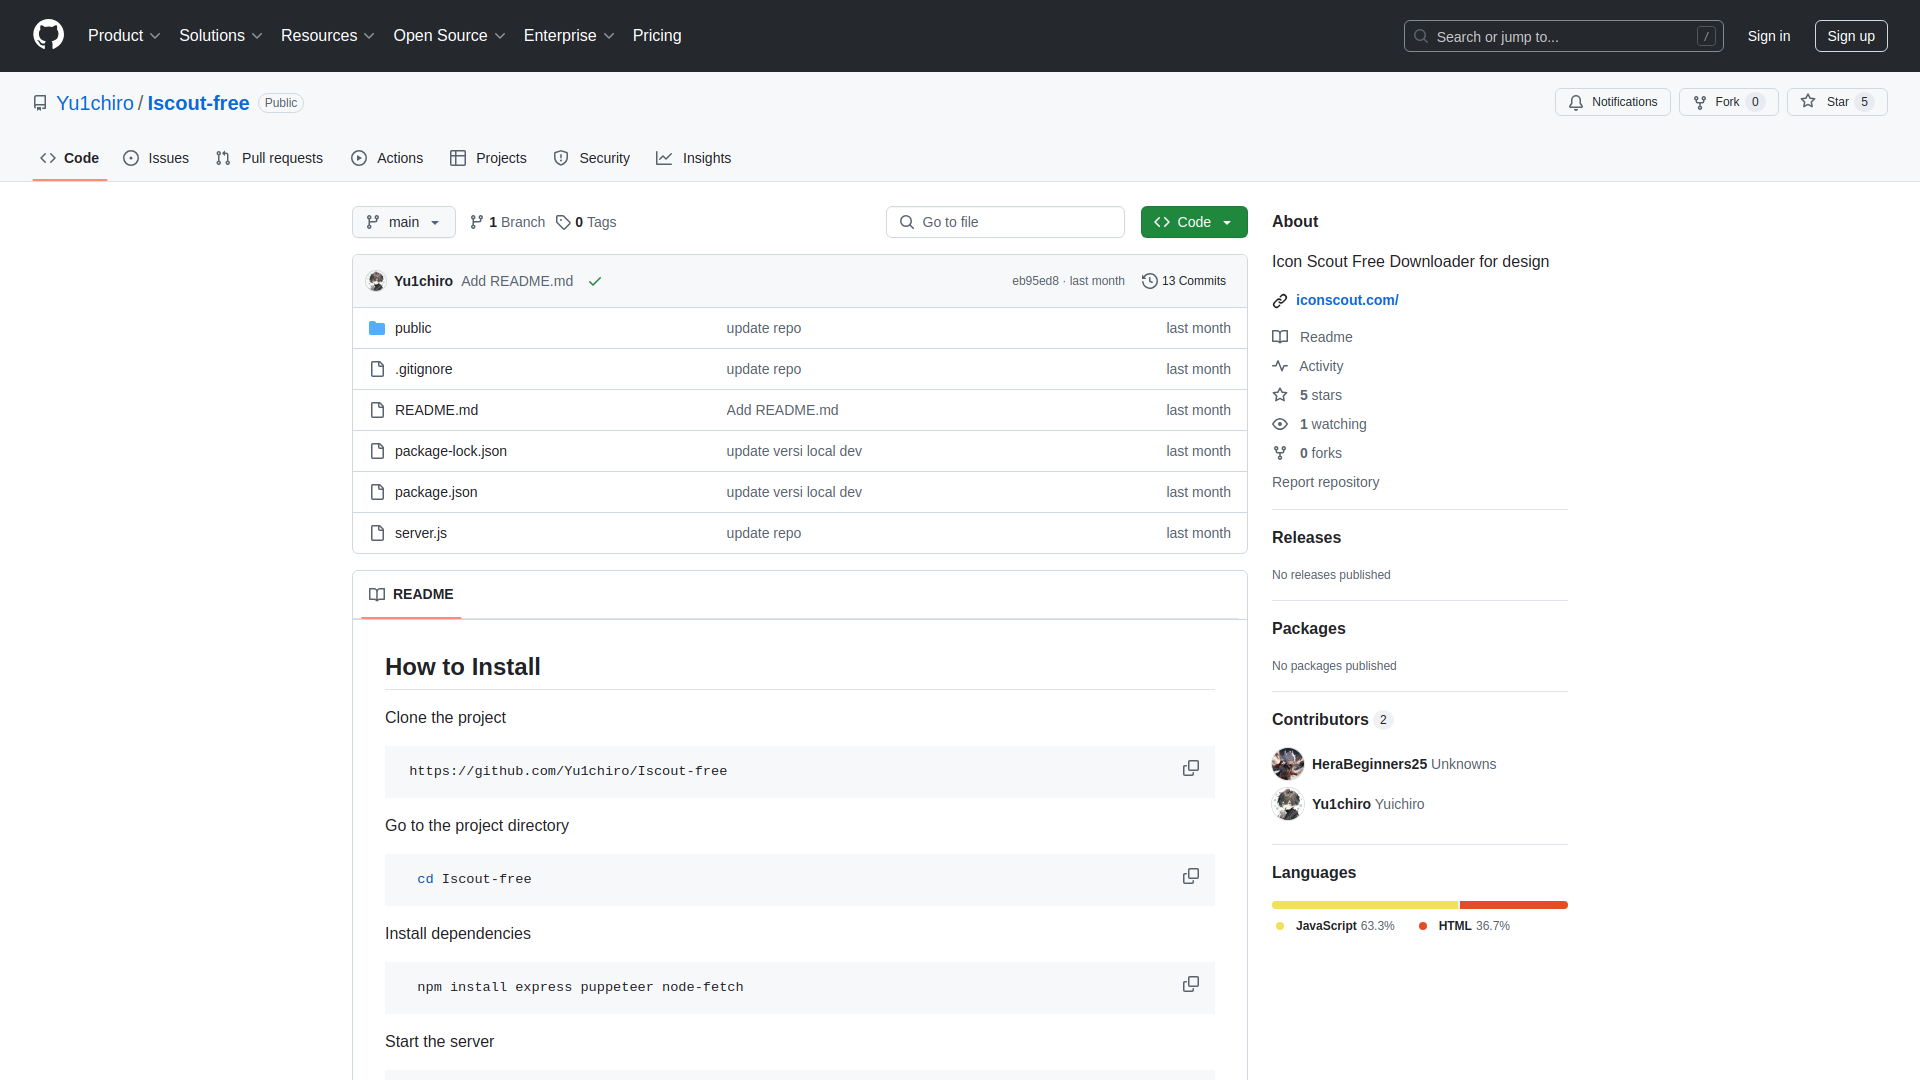 Product Solutions Resources Open Source Enterprise Pricing Search or jump to... / Sign in Sign up
Yu1chiro / Iscout-free Public Notifications Fork 0 Star 5
Code Issues Pull requests Actions Projects Security Insights
main 1 Branch 0 Tags Go to file Code
Yu1chiro Add README.md eb95ed8 · last month 13 Commits
public update repo last month
.gitignore update repo last month
README.md Add README.md last month
package-lock.json update versi local dev last month
package.json update versi local dev last month
server.js update repo last month
README
How to Install
Clone the project
https://github.com/Yu1chiro/Iscout-free
Go to the project directory
cd Iscout-free
Install dependencies
npm install express puppeteer node-fetch
Start the server
About
Icon Scout Free Downloader for design
iconscout.com/
Readme
Activity
5 stars
1 watching
0 forks
Report repository
Releases
No releases published
Packages
No packages published
Contributors 2
HeraBeginners25 Unknowns
Yu1chiro Yuichiro
Languages
JavaScript 63.3% HTML 36.7%